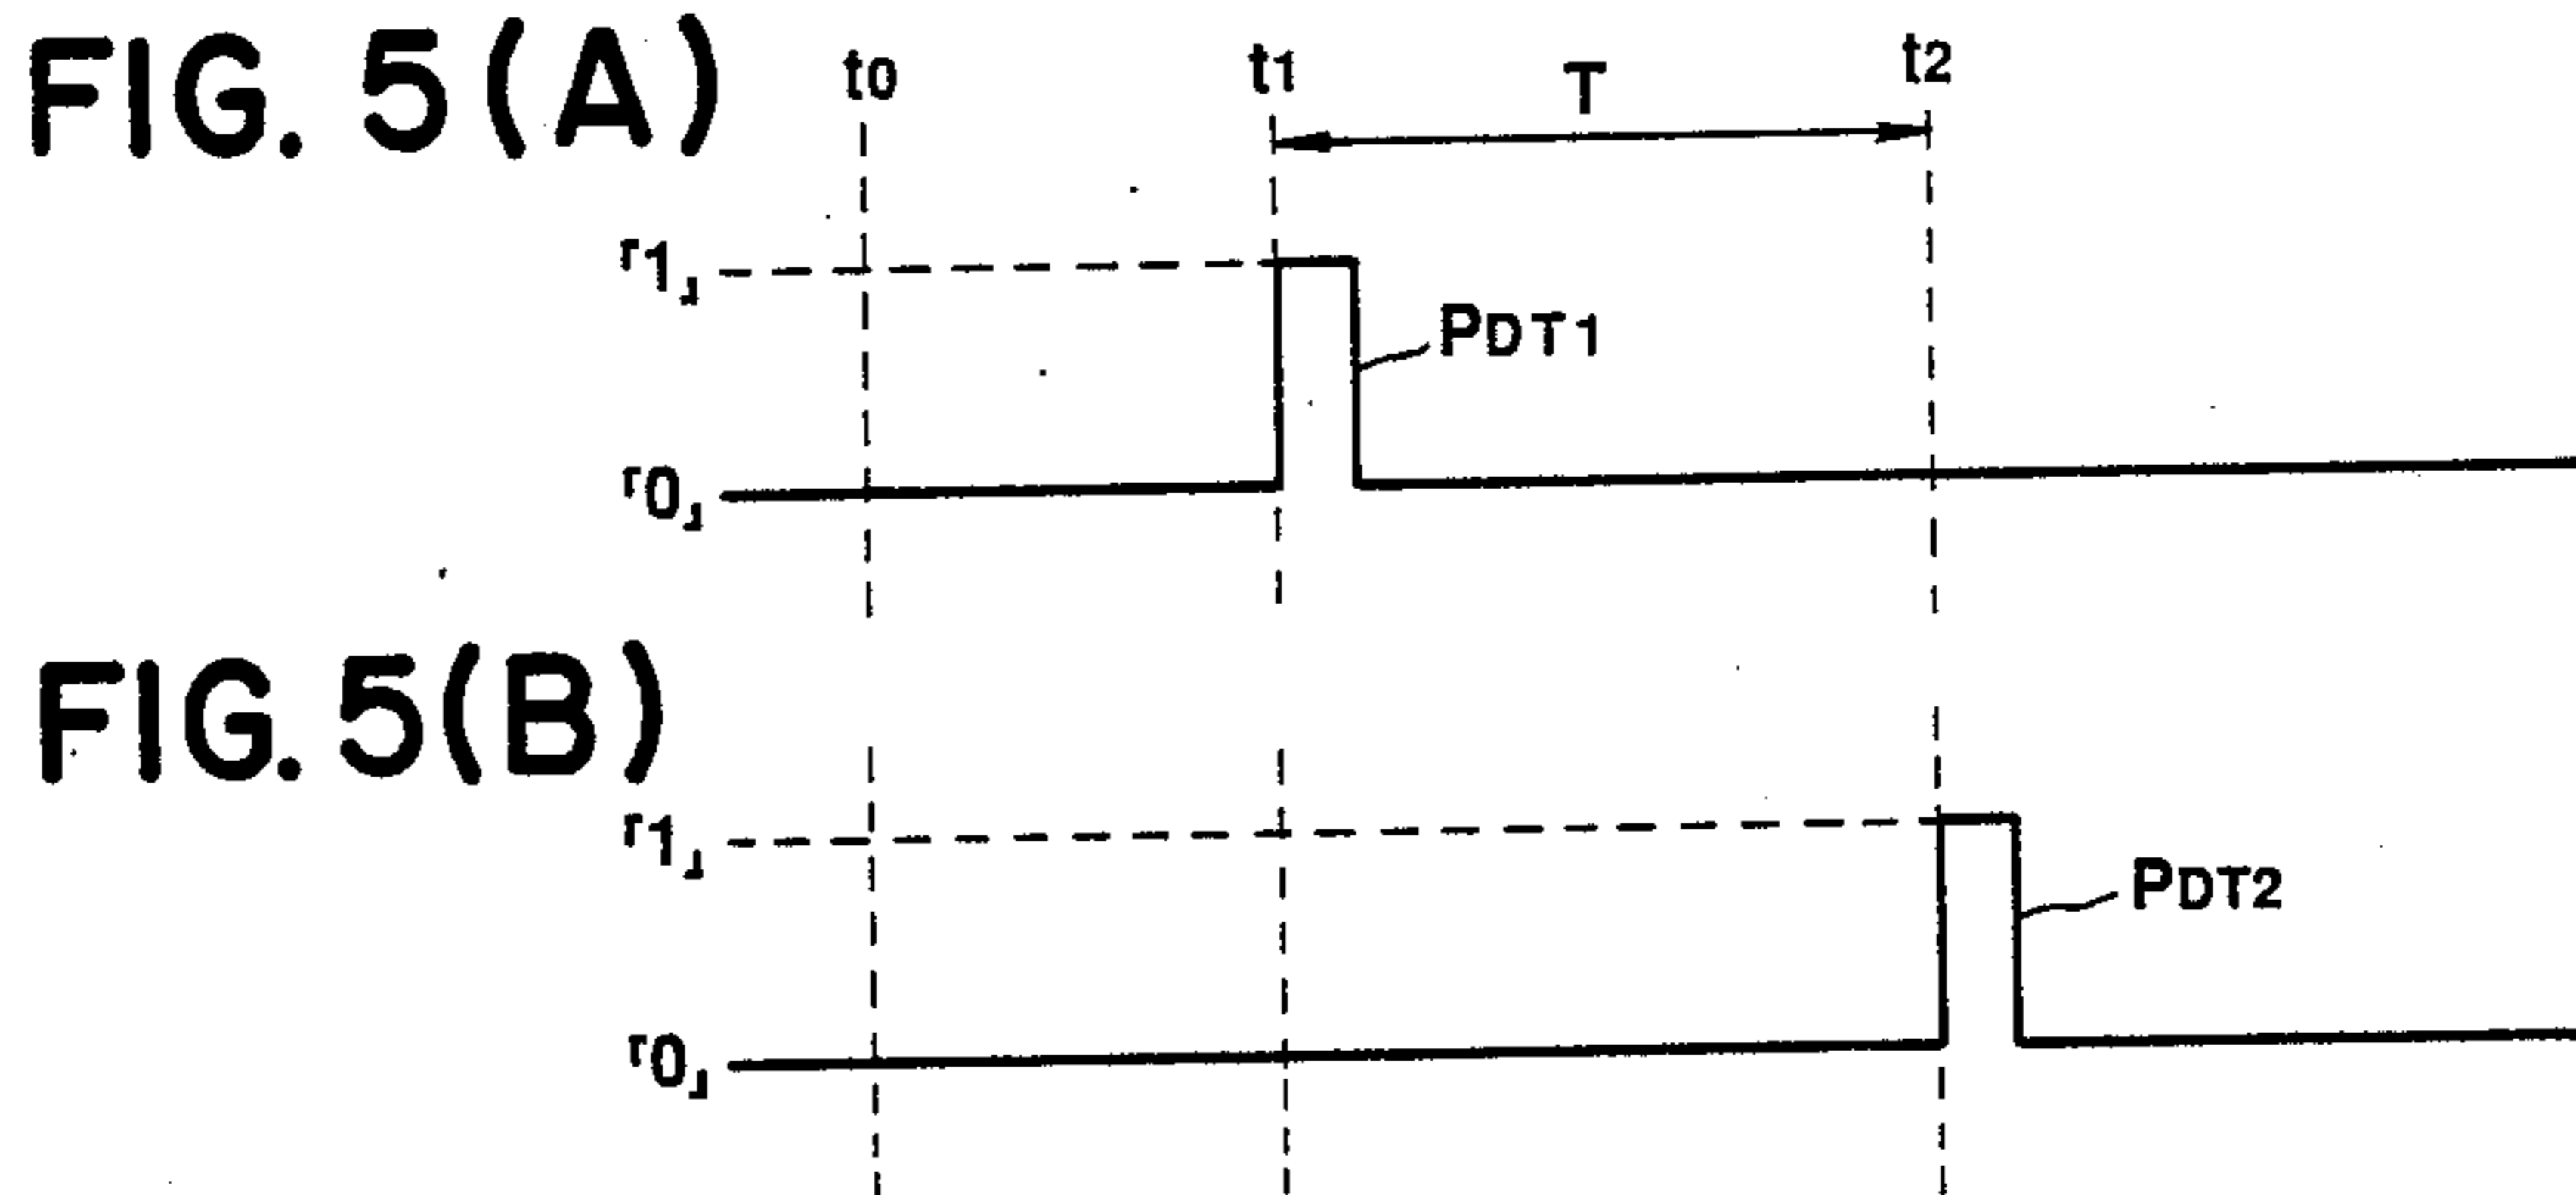 FIG. 5(A)
t0 t1 T t2
「1」
PDT1
「0」
FIG. 5(B)
「1」
PDT2
「0」